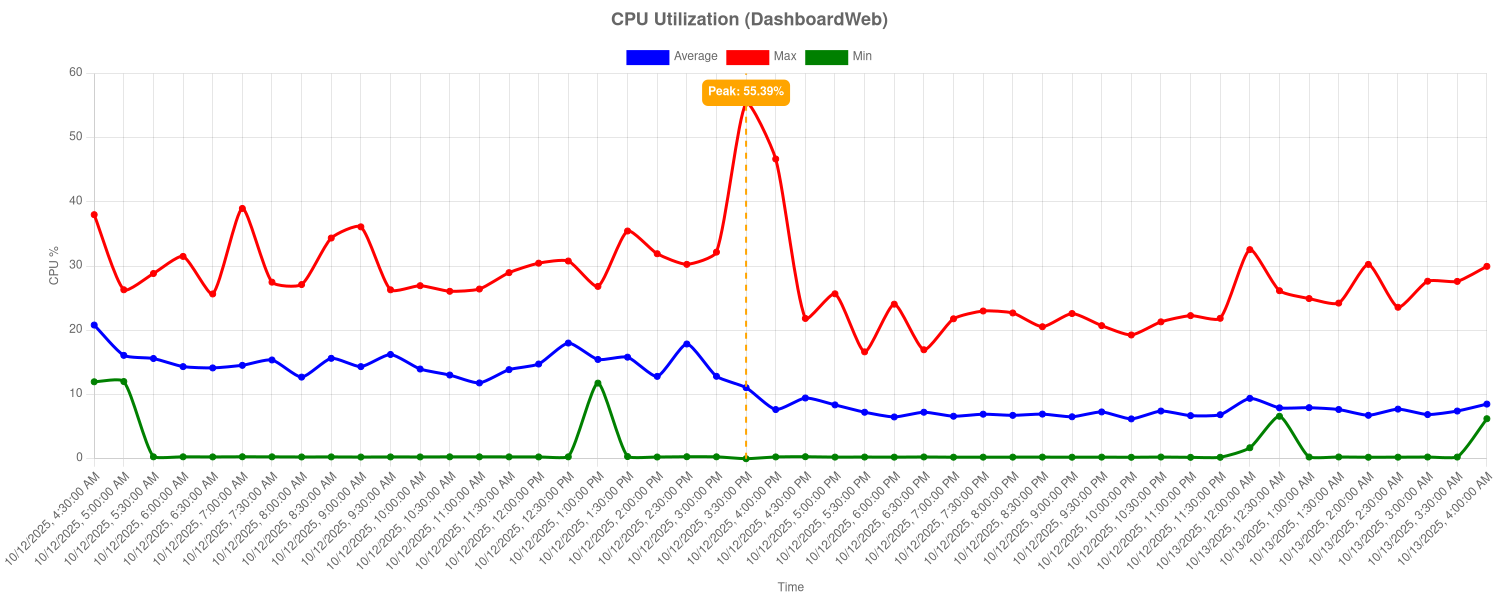 CPU Utilization (DashboardWeb)
Average
Max
Min
Peak: 55.39%
60
50
40
30
20
10
0
CPU %
10/12/2025, 4:30:00 AM
10/12/2025, 5:00:00 AM
10/12/2025, 5:30:00 AM
10/12/2025, 6:00:00 AM
10/12/2025, 6:30:00 AM
10/12/2025, 7:00:00 AM
10/12/2025, 7:30:00 AM
10/12/2025, 8:00:00 AM
10/12/2025, 8:30:00 AM
10/12/2025, 9:00:00 AM
10/12/2025, 9:30:00 AM
10/12/2025, 10:00:00 AM
10/12/2025, 10:30:00 AM
10/12/2025, 11:00:00 AM
10/12/2025, 11:30:00 AM
10/12/2025, 12:00:00 PM
10/12/2025, 12:30:00 PM
10/12/2025, 1:00:00 PM
10/12/2025, 1:30:00 PM
10/12/2025, 2:00:00 PM
10/12/2025, 2:30:00 PM
10/12/2025, 3:00:00 PM
10/12/2025, 3:30:00 PM
10/12/2025, 4:00:00 PM
10/12/2025, 4:30:00 PM
10/12/2025, 5:00:00 PM
10/12/2025, 5:30:00 PM
10/12/2025, 6:00:00 PM
10/12/2025, 6:30:00 PM
10/12/2025, 7:00:00 PM
10/12/2025, 7:30:00 PM
10/12/2025, 8:00:00 PM
10/12/2025, 8:30:00 PM
10/12/2025, 9:00:00 PM
10/12/2025, 9:30:00 PM
10/12/2025, 10:00:00 PM
10/12/2025, 10:30:00 PM
10/12/2025, 11:00:00 PM
10/12/2025, 11:30:00 PM
10/13/2025, 12:00:00 AM
10/13/2025, 12:30:00 AM
10/13/2025, 1:00:00 AM
10/13/2025, 1:30:00 AM
10/13/2025, 2:00:00 AM
10/13/2025, 2:30:00 AM
10/13/2025, 3:00:00 AM
10/13/2025, 3:30:00 AM
10/13/2025, 4:00:00 AM
Time